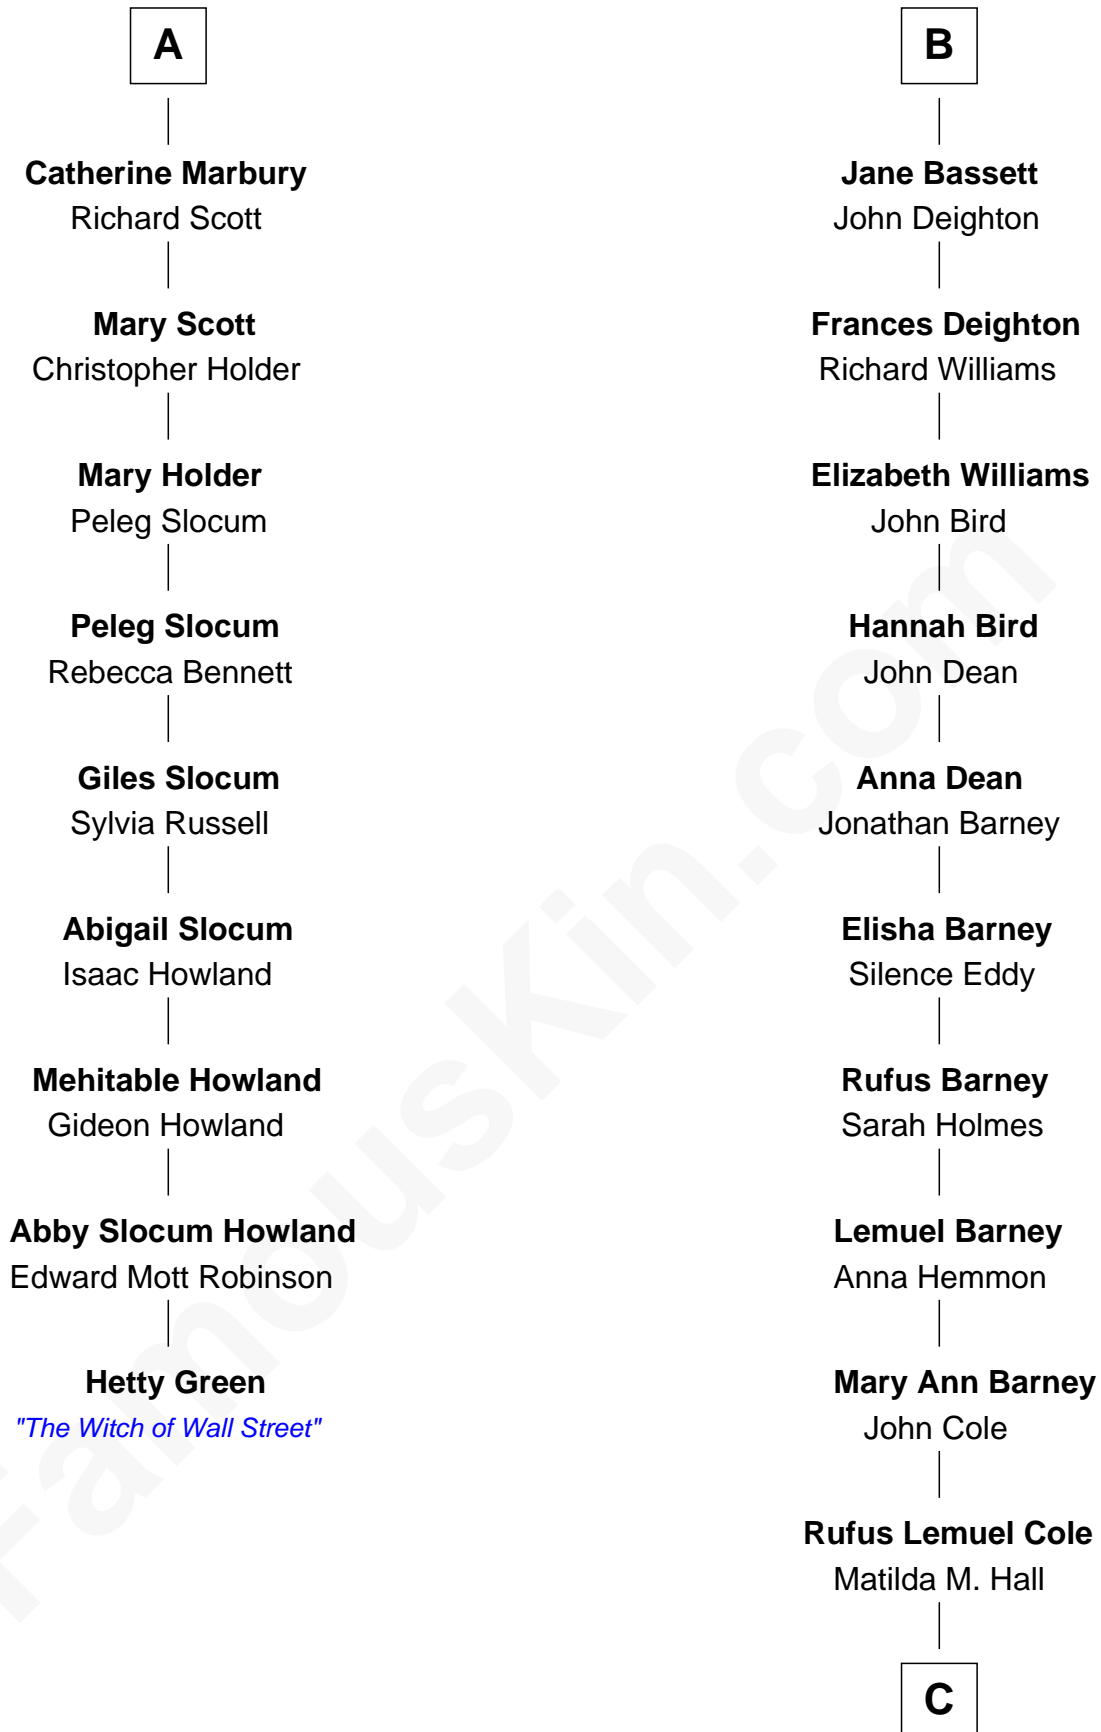 A
Catherine Marbury
Richard Scott
Mary Scott
Christopher Holder
Mary Holder
Peleg Slocum
Peleg Slocum
Rebecca Bennett
Giles Slocum
Sylvia Russell
Abigail Slocum
Isaac Howland
Mehitable Howland
Gideon Howland
Abby Slocum Howland
Edward Mott Robinson
Hetty Green
"The Witch of Wall Street"
B
Jane Bassett
John Deighton
Frances Deighton
Richard Williams
Elizabeth Williams
John Bird
Hannah Bird
John Dean
Anna Dean
Jonathan Barney
Elisha Barney
Silence Eddy
Rufus Barney
Sarah Holmes
Lemuel Barney
Anna Hemmon
Mary Ann Barney
John Cole
Rufus Lemuel Cole
Matilda M. Hall
C
FamousKin.com